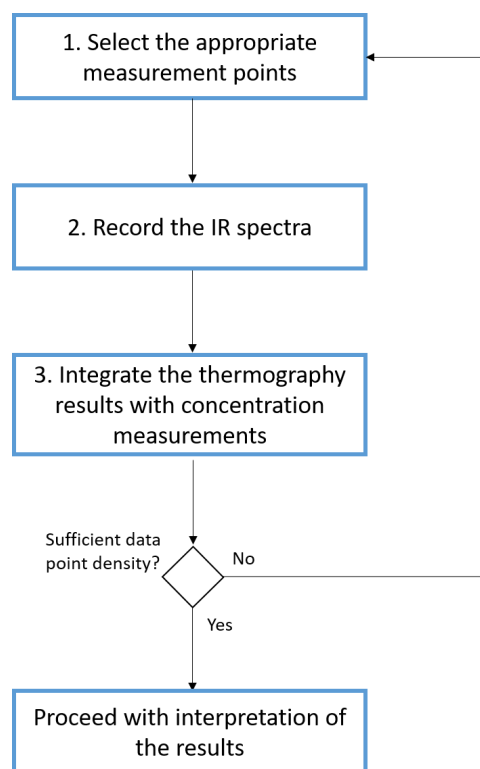 1. Select the appropriate
measurement points
2. Record the IR spectra
3. Integrate the thermography
results with concentration
measurements
Sufficient data
point density?
No
Yes
Proceed with interpretation of
the results